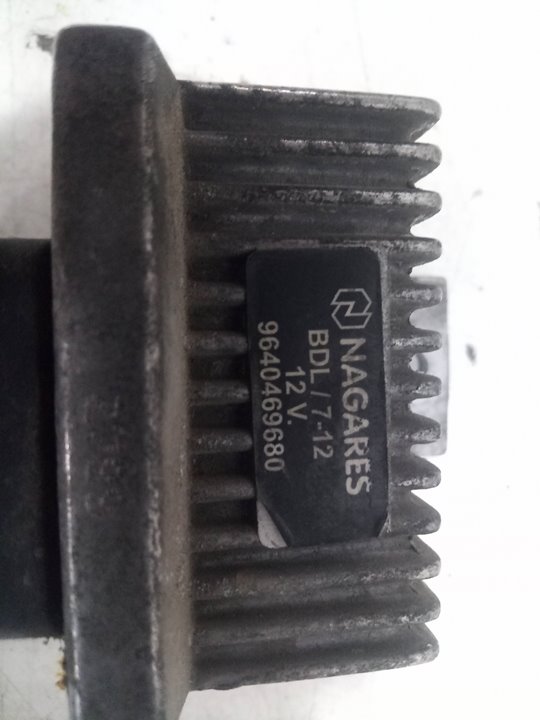 NAGARES
BDL / 7-12
12 V.
9640469680